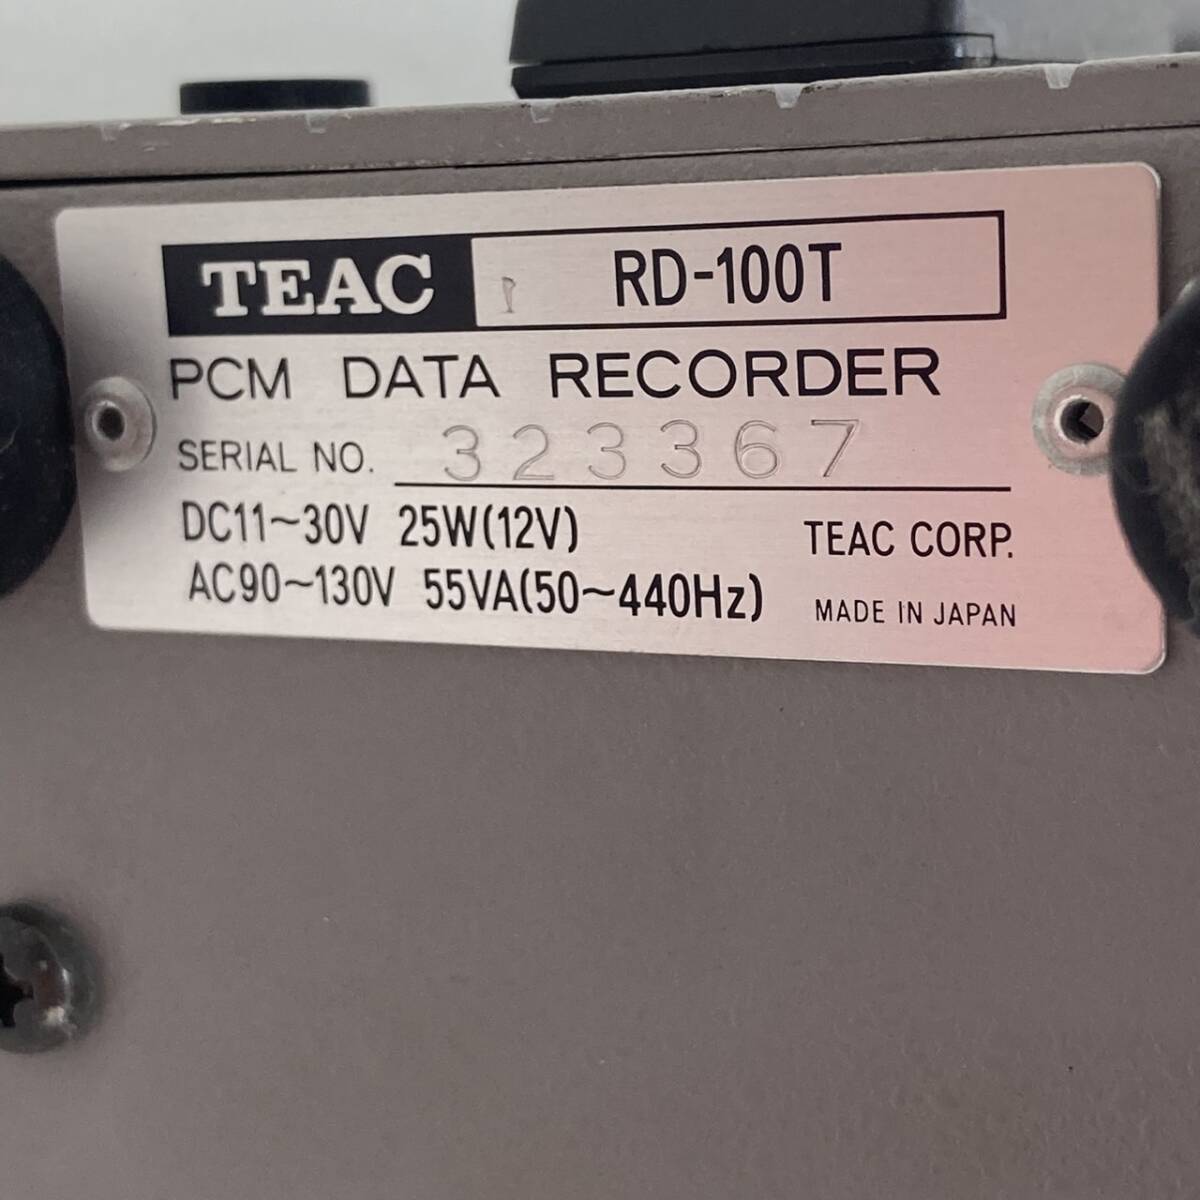 TEAC RD-100T
PCM DATA RECORDER
SERIAL NO. 323367
DC11~30V 25W(12V) TEAC CORP.
AC90~130V 55VA(50~440Hz) MADE IN JAPAN